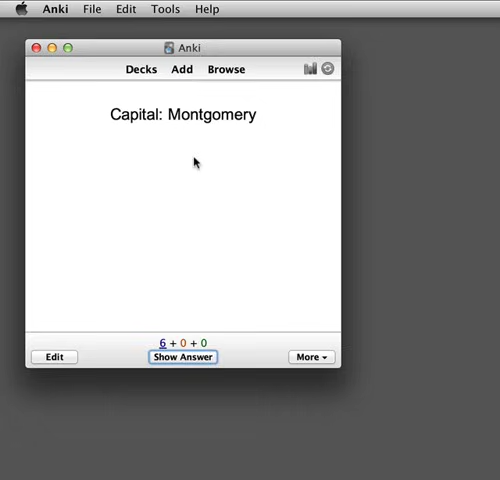 Anki File Edit Tools Help
Anki
Decks Add Browse
Capital: Montgomery
6 + 0 + 0
Edit Show Answer More